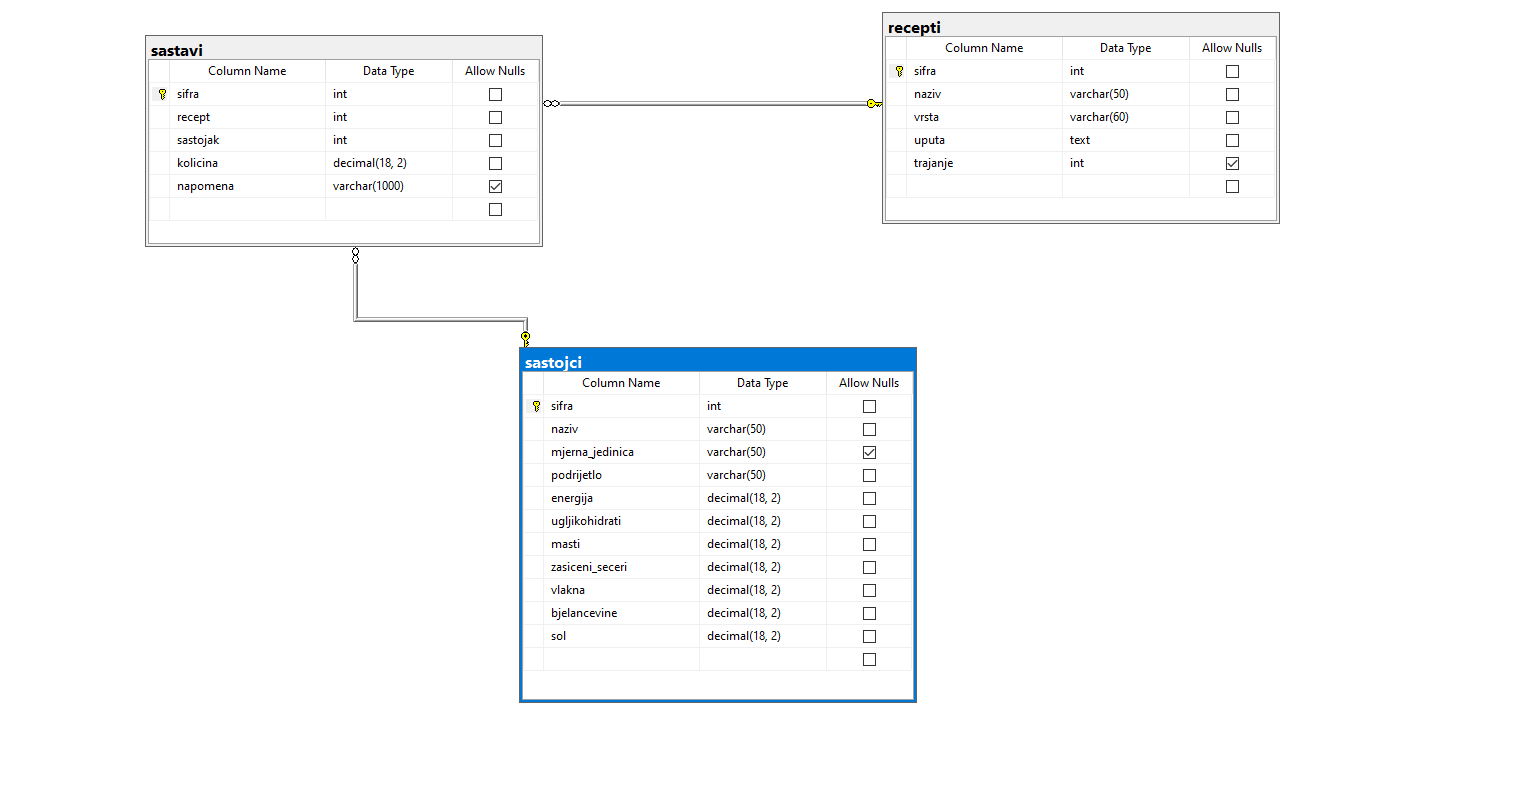 sastavi
Column Name Data Type Allow Nulls
sifra int
recept int
sastojak int
kolicina decimal(18, 2)
napomena varchar(1000)
recepti
Column Name Data Type Allow Nulls
sifra int
naziv varchar(50)
vrsta varchar(60)
uputa text
trajanje int
sastojci
Column Name Data Type Allow Nulls
sifra int
naziv varchar(50)
mjerna_jedinica varchar(50)
podrijetlo varchar(50)
energija decimal(18, 2)
ugljikohidrati decimal(18, 2)
masti decimal(18, 2)
zasiceni_seceri decimal(18, 2)
vlakna decimal(18, 2)
bjelancevine decimal(18, 2)
sol decimal(18, 2)